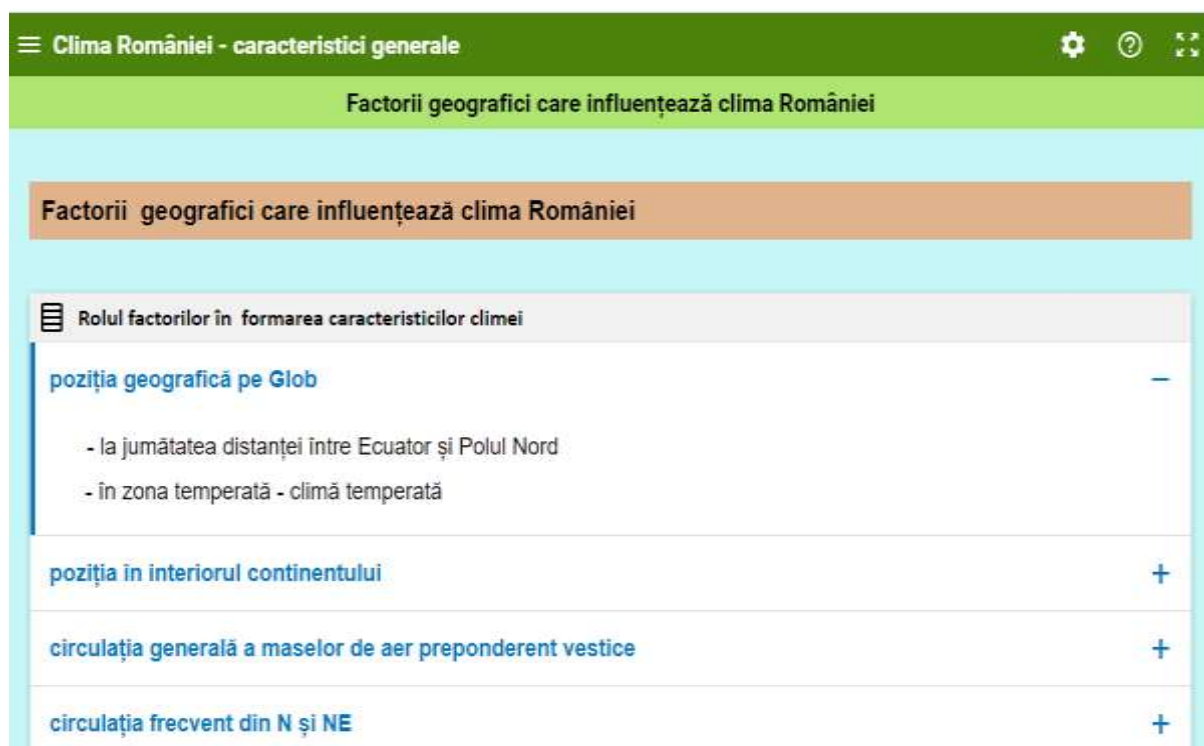 Clima României - caracteristici generale
Factorii geografici care influențează clima României
Factorii geografici care influențează clima României
Rolul factorilor în formarea caracteristicilor climei
poziția geografică pe Glob
- la jumătatea distanței între Ecuator și Polul Nord
- în zona temperată - climă temperată
poziția în interiorul continentului
circulația generală a maselor de aer preponderent vestice
circulația frecvent din N și NE